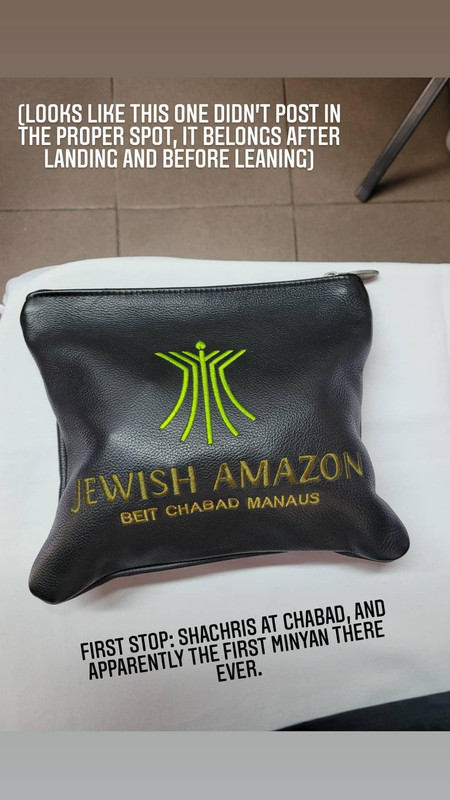 (LOOKS LIKE THIS ONE DIDN'T POST IN
THE PROPER SPOT, IT BELONGS AFTER
LANDING AND BEFORE LEANING)
JEWISH AMAZON
BEIT CHABAD MANAUS
FIRST STOP: SHACHRIS AT CHABAD, AND
APPARENTLY THE FIRST MINYAN THERE
EVER.